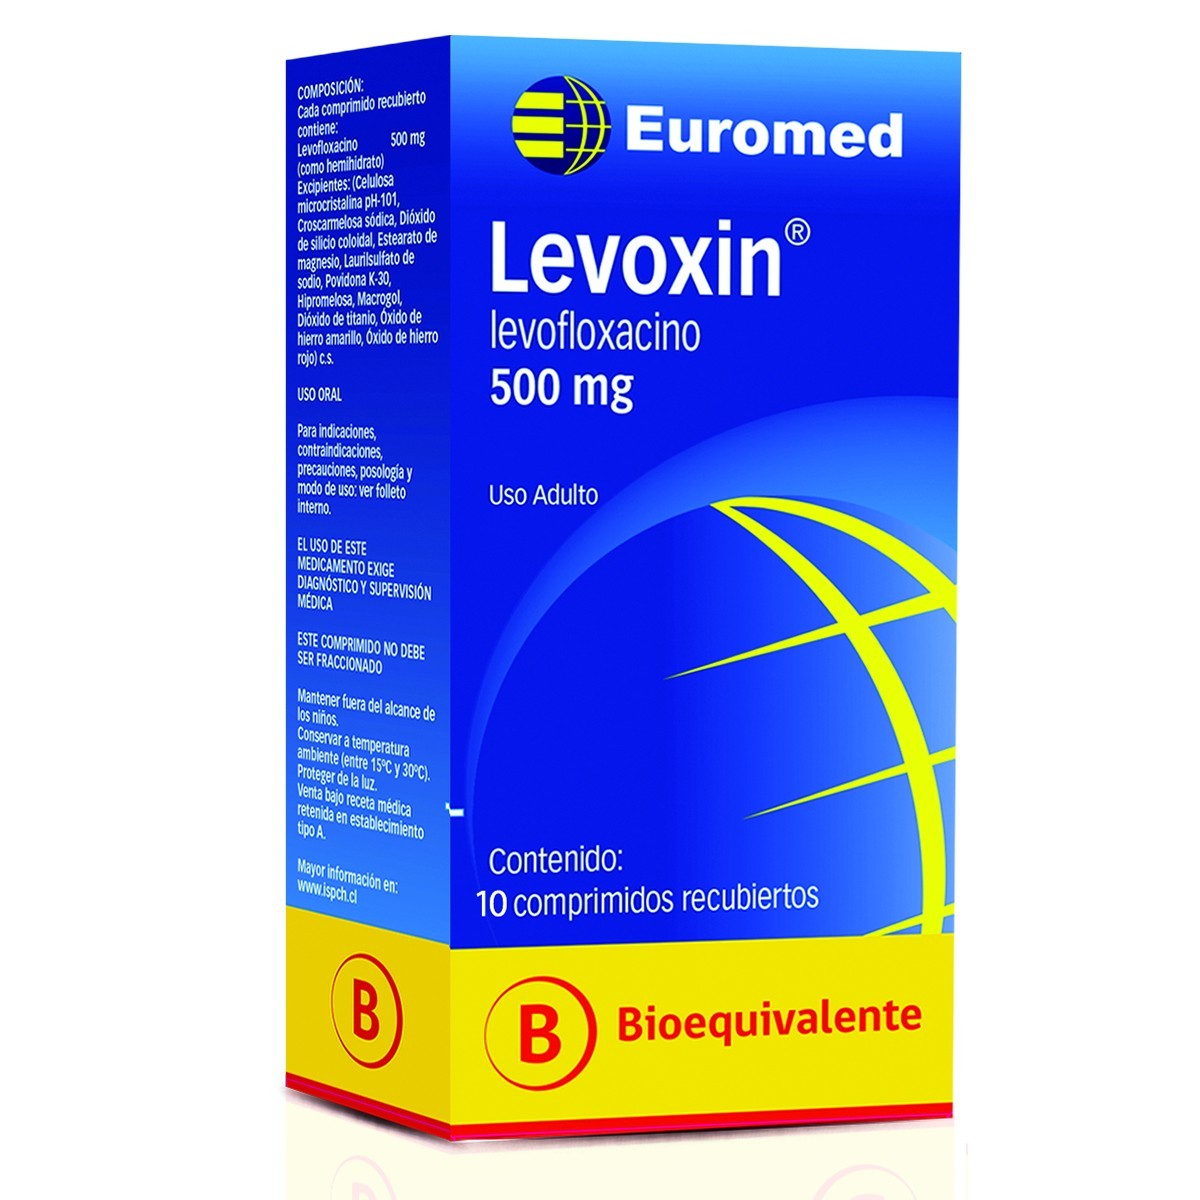 COMPOSICIÓN:
Cada comprimido recubierto
contiene:
Levofloxacino 500 mg
(como hemihidrato)
Excipientes: (Celulosa
microcristalina pH-101,
Croscarmelosa sódica, Dióxido
de silicio coloidal, Estearato de
magnesio, Laurilsulfato de
sodio, Povidona K-30,
Hipromelosa, Macrogol,
Dióxido de titanio, Óxido de
hierro amarillo, Óxido de hierro
rojo) c.s.
USO ORAL
Para indicaciones,
contraindicaciones,
precauciones, posología y
modo de uso: ver folleto
interno.
EL USO DE ESTE
MEDICAMENTO EXIGE
DIAGNÓSTICO Y SUPERVISIÓN
MÉDICA
ESTE COMPRIMIDO NO DEBE
SER FRACCIONADO
Mantener fuera del alcance de
los niños.
Conservar a temperatura
ambiente (entre 15°C y 30°C).
Proteger de la luz.
Venta bajo receta médica
retenida en establecimiento
tipo A.
Mayor información en:
www.ispch.cl
B
Euromed
Levoxin®
levofloxacino
500 mg
Uso Adulto
Contenido:
10 comprimidos recubiertos
B Bioequivalente